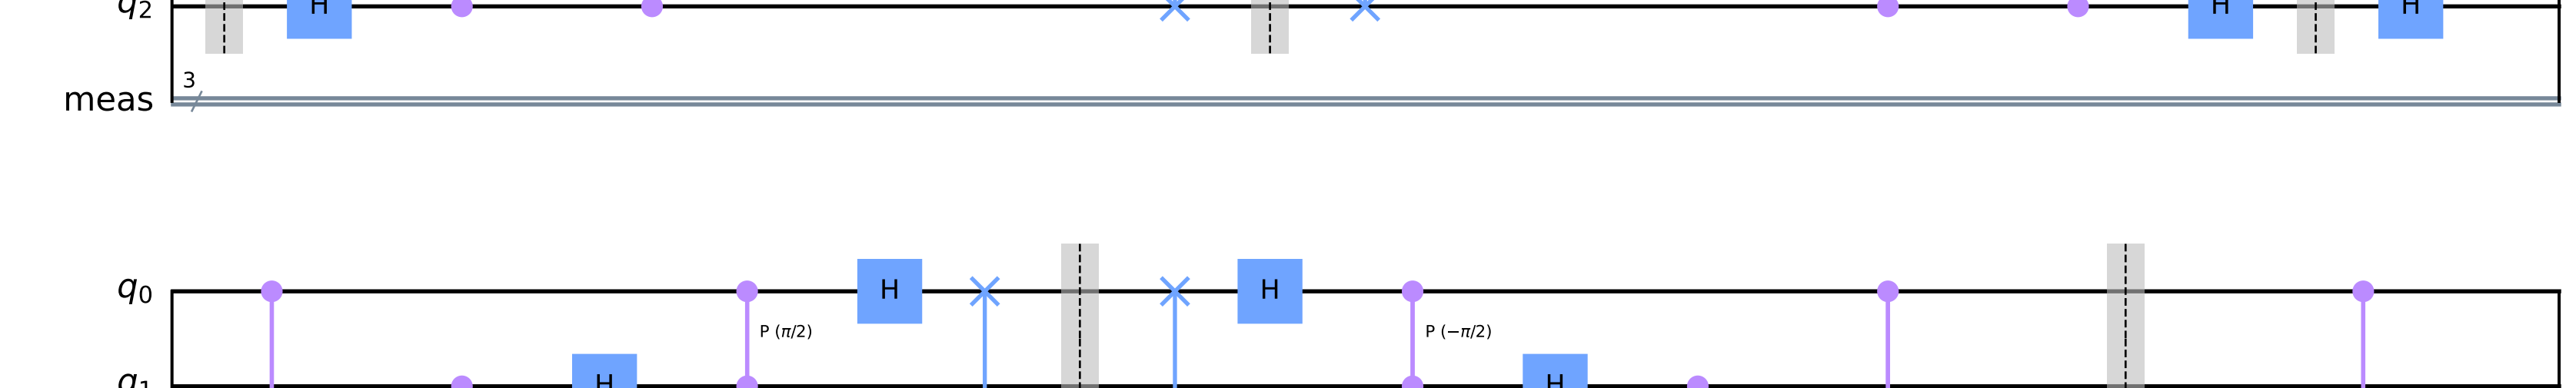 q2 H H H
3
meas
H H
q0
P (π/2) P (−π/2)
H H
q1